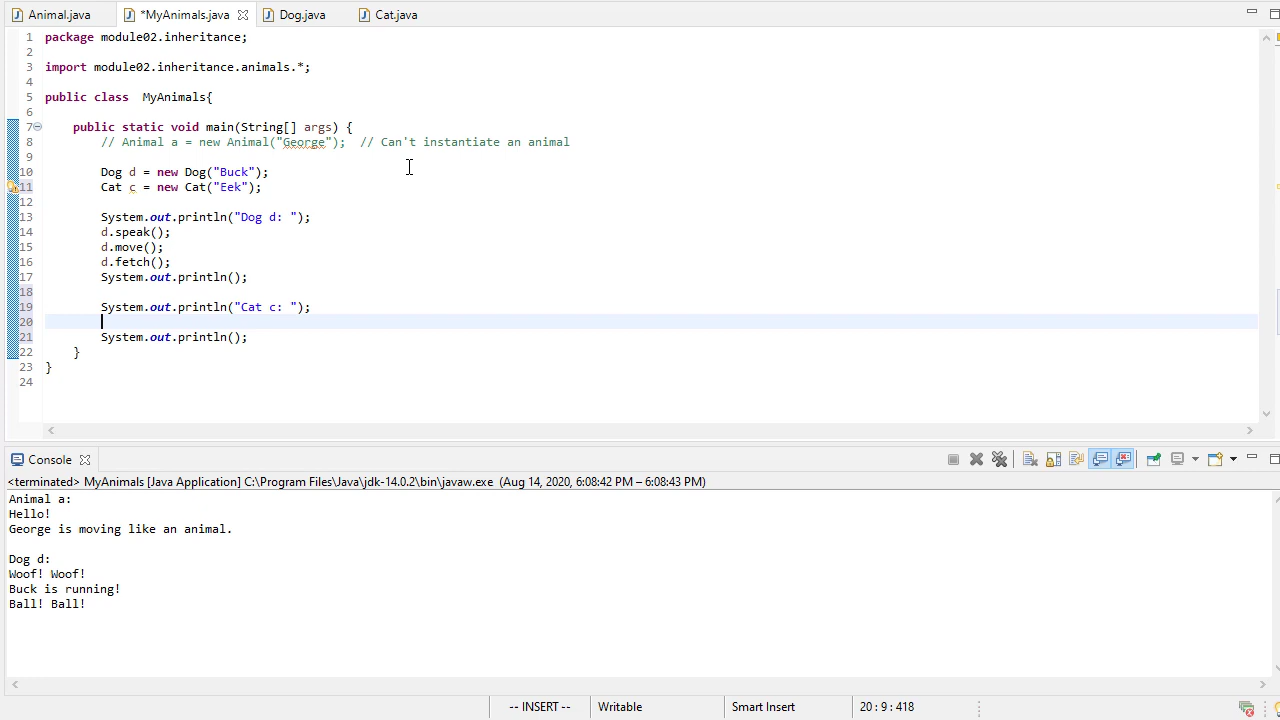 Animal.java *MyAnimals.java Dog.java Cat.java
1 package module02.inheritance;
2
3 import module02.inheritance.animals.*;
4
5 public class MyAnimals{
6
7 public static void main(String[] args) {
8 // Animal a = new Animal("George"); // Can't instantiate an animal
9
10 Dog d = new Dog("Buck");
11 Cat c = new Cat("Eek");
12
13 System.out.println("Dog d: ");
14 d.speak();
15 d.move();
16 d.fetch();
17 System.out.println();
18
19 System.out.println("Cat c: ");
20
21 System.out.println();
22 }
23 }
24
Console
<terminated> MyAnimals [Java Application] C:\Program Files\Java\jdk-14.0.2\bin\javaw.exe (Aug 14, 2020, 6:08:42 PM – 6:08:43 PM)
Animal a:
Hello!
George is moving like an animal.
Dog d:
Woof! Woof!
Buck is running!
Ball! Ball!
-- INSERT -- Writable Smart Insert 20 : 9 : 418